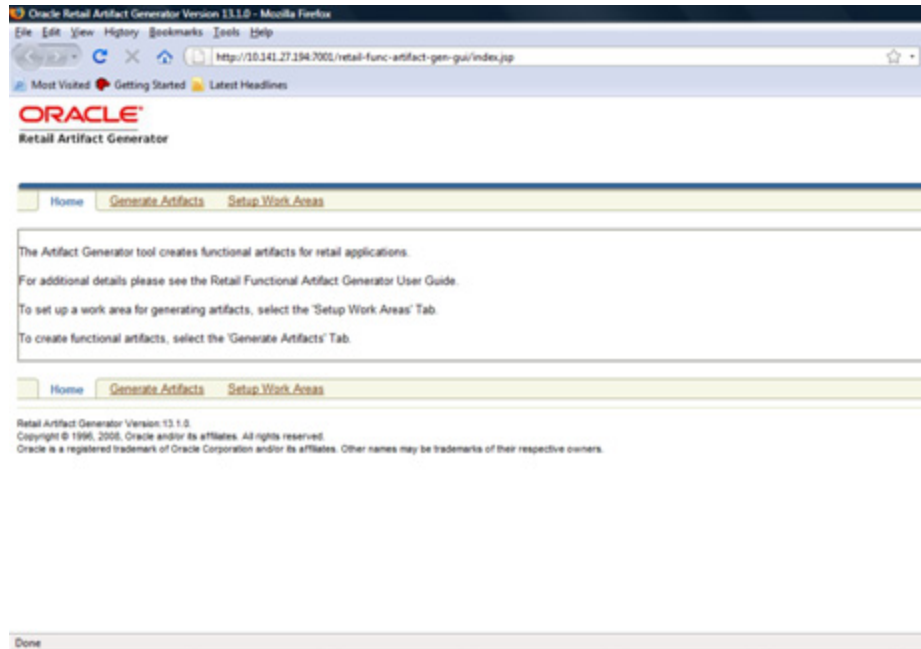 Oracle Retail Artifact Generator Version 13.1.0 - Mozilla Firefox
File Edit View History Bookmarks Tools Help
http://10.141.27.194:7001/retail-func-artifact-gen-gui/index.jsp
Most Visited Getting Started Latest Headlines
ORACLE
Retail Artifact Generator
Home Generate Artifacts Setup Work Areas
The Artifact Generator tool creates functional artifacts for retail applications.
For additional details please see the Retail Functional Artifact Generator User Guide.
To set up a work area for generating artifacts, select the 'Setup Work Areas' Tab.
To create functional artifacts, select the 'Generate Artifacts' Tab.
Home Generate Artifacts Setup Work Areas
Retail Artifact Generator Version:13.1.0.
Copyright © 1996, 2008, Oracle and/or its affiliates. All rights reserved.
Oracle is a registered trademark of Oracle Corporation and/or its affiliates. Other names may be trademarks of their respective owners.
Done